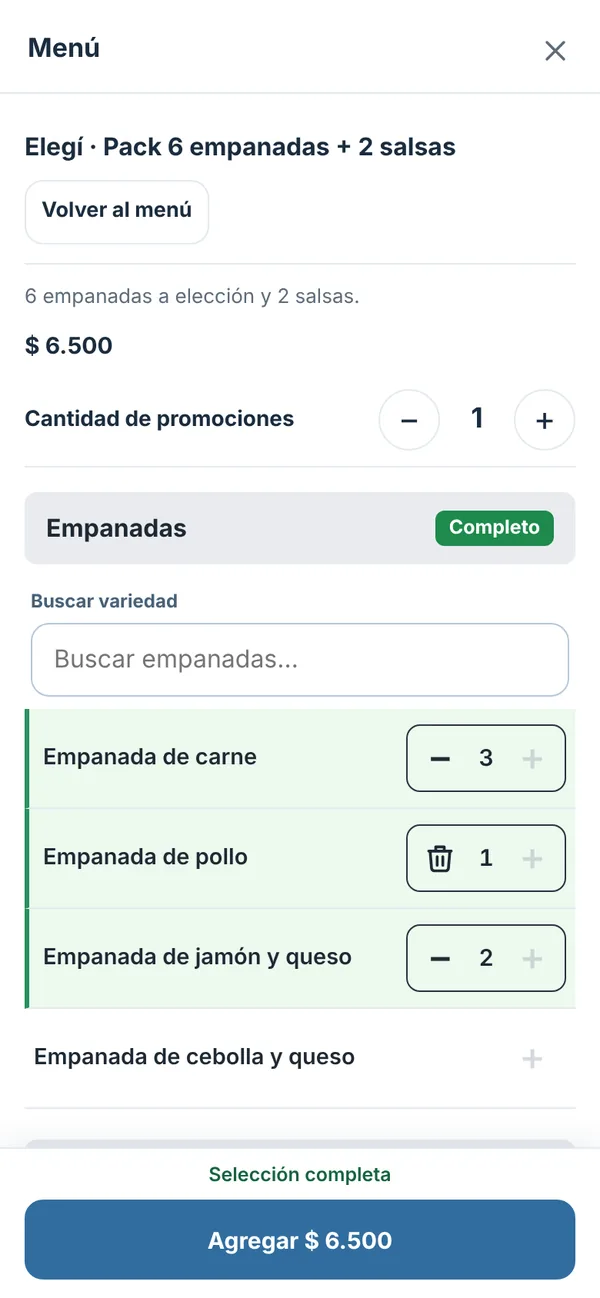 Menú
Elegí · Pack 6 empanadas + 2 salsas
Volver al menú
6 empanadas a elección y 2 salsas.
$ 6.500
Cantidad de promociones
1
Empanadas
Completo
Buscar variedad
Buscar empanadas...
Empanada de carne
3
Empanada de pollo
1
Empanada de jamón y queso
2
Empanada de cebolla y queso
Selección completa
Agregar $ 6.500